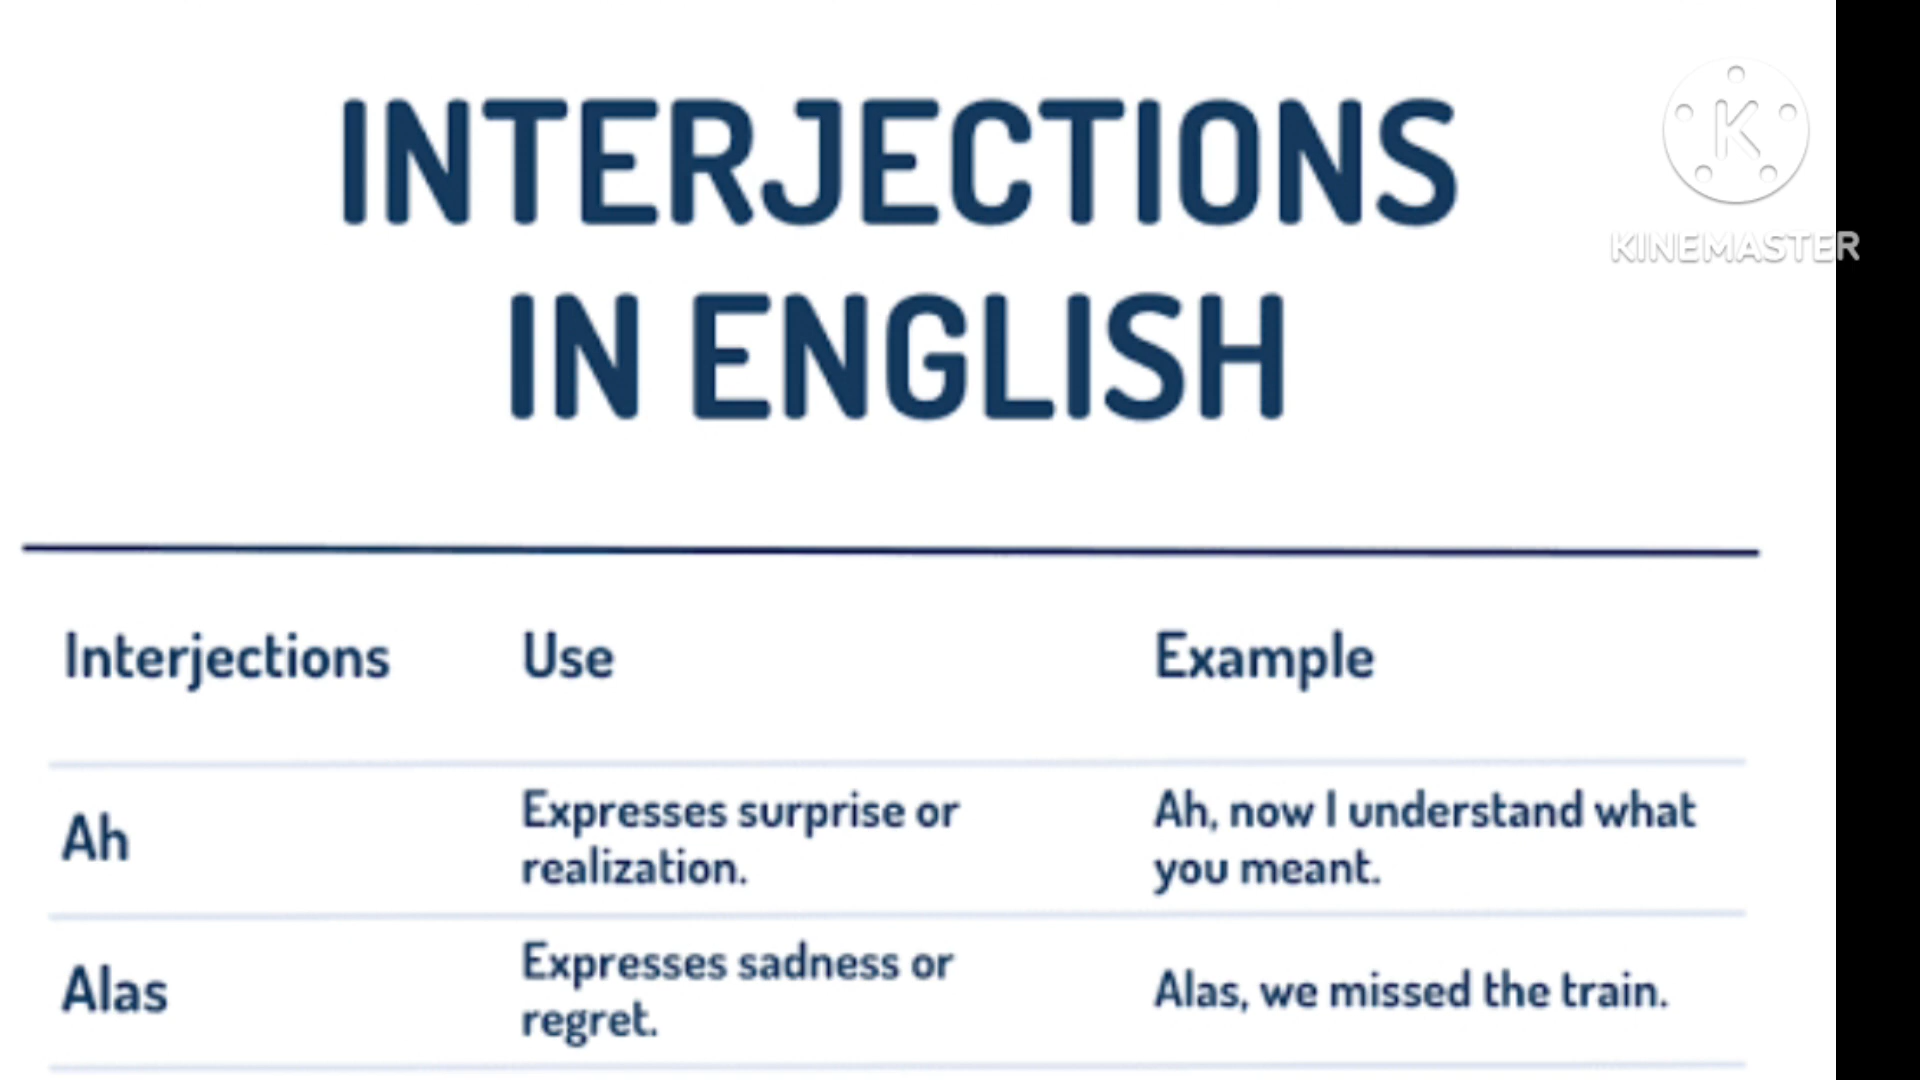 INTERJECTIONS
IN ENGLISH
K
KINEMASTER
Interjections Use Example
Ah
Expresses surprise or
realization.
Ah, now I understand what
you meant.
Alas
Expresses sadness or
regret.
Alas, we missed the train.